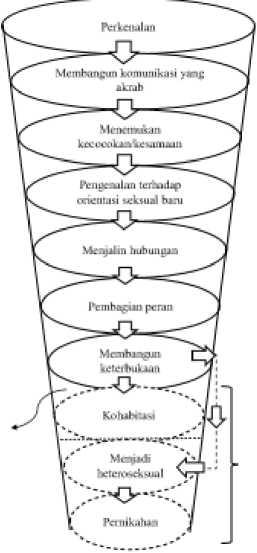 Perkenalan
Membangun komunikasi yang
akrab
Menemukan
kecocokan/kesamaan
Pengenalan terhadap
orientasi seksual baru
Menjalin hubungan
Pembagian peran
Membangun
keterbukaan
Kohabitasi
Menjadi
heteroseksual
Pernikahan